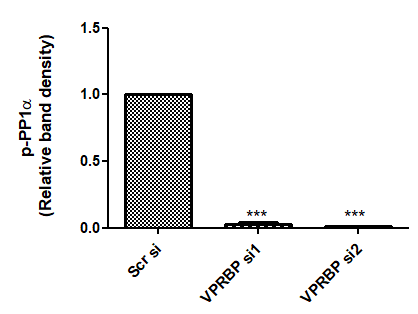 p-PP1α
(Relative band density)
1.5
1.0
0.5
0.0
***
***
Scr si
VPRBP si1
VPRBP si2